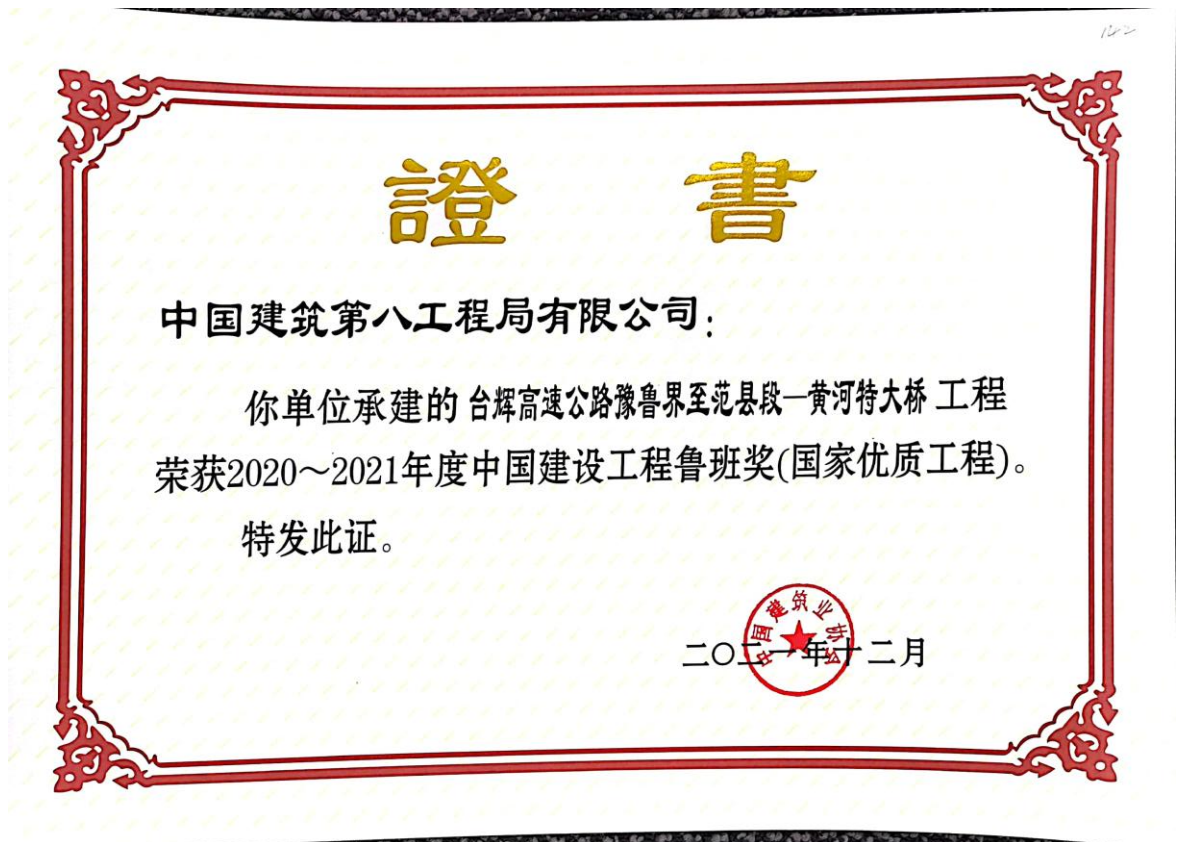 142
證書
中国建筑第八工程局有限公司：
你单位承建的 台辉高速公路豫鲁界至范县段—黄河特大桥 工程
荣获2020～2021年度中国建设工程鲁班奖(国家优质工程)。
特发此证。
中国建筑业协会
二〇二一年十二月